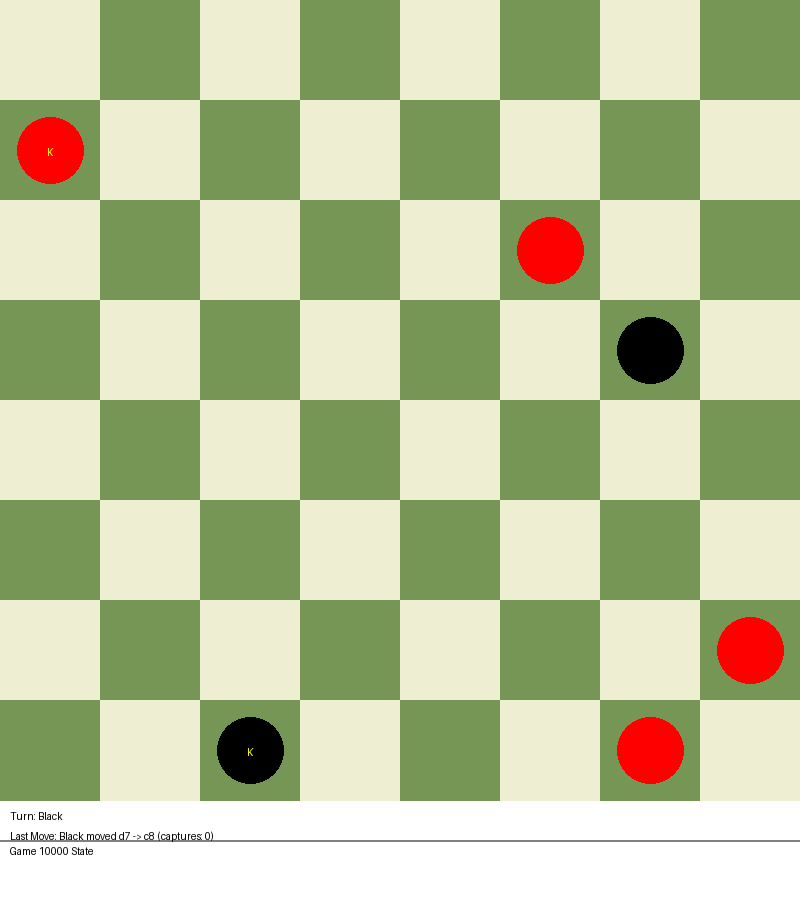 K
K
Turn: Black
Last Move: Black moved d7 -> c8 (captures: 0)
Game 10000 State